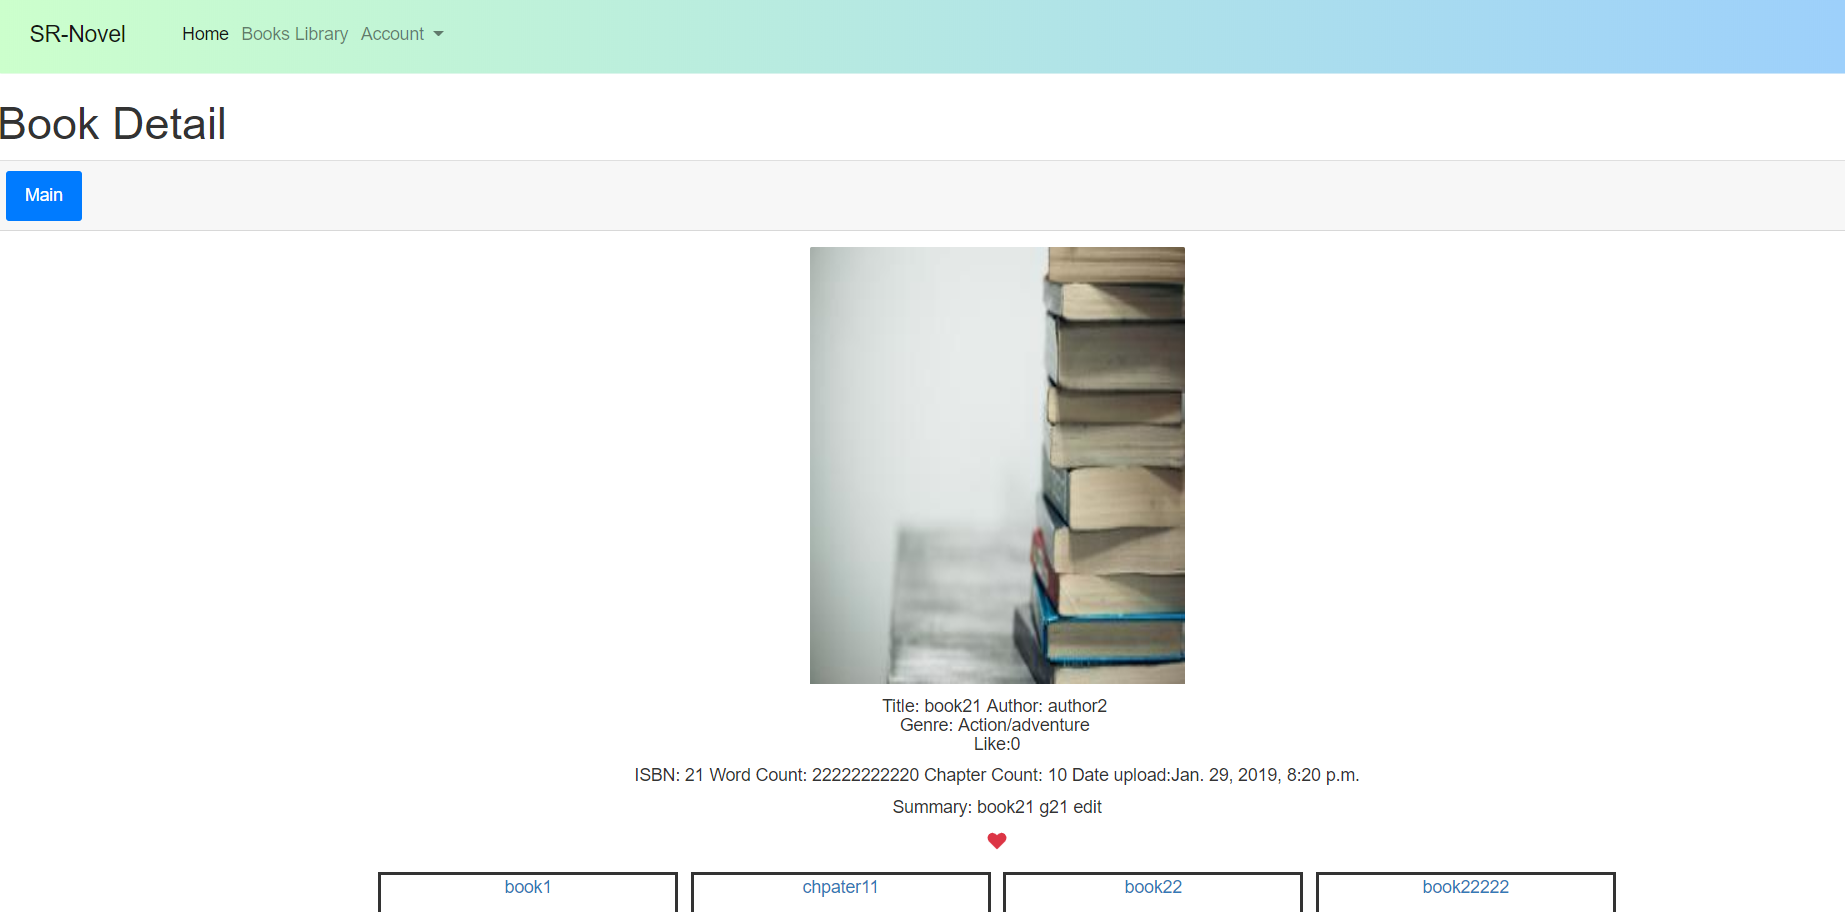 SR-Novel Home Books Library Account
Book Detail
Main
Title: book21 Author: author2
Genre: Action/adventure
Like:0
ISBN: 21 Word Count: 22222222220 Chapter Count: 10 Date upload:Jan. 29, 2019, 8:20 p.m.
Summary: book21 g21 edit
book1 chpater11 book22 book22222